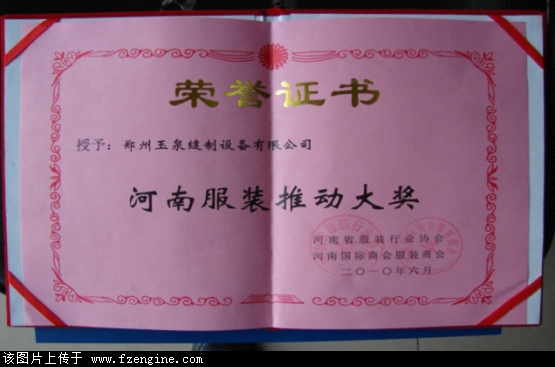 荣誉证书
授予：郑州玉泉缝制设备有限公司
河南服装推动大奖
河南省服装行业协会
河南国际商会服装商会
二〇一〇年六月
该图片上传于 www.fzengine.com